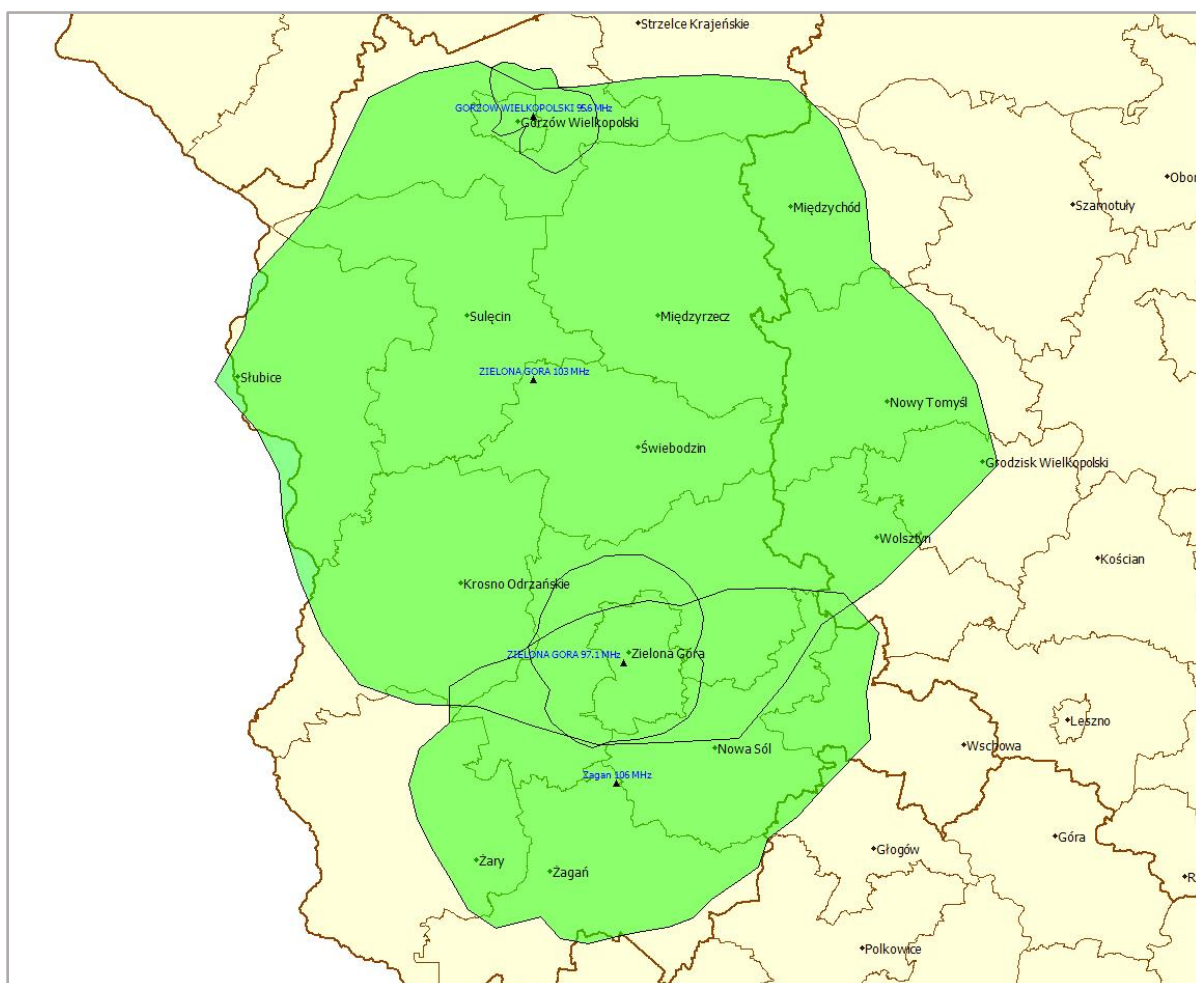 Strzelce Krajeńskie
GORZOW WIELKOPOLSKI 95.6 MHz
Gorzów Wielkopolski
Obor
Międzychód
Szamotuły
Sulęcin
Międzyrzecz
ZIELONA GORA 103 MHz
Słubice
Nowy Tomyśl
Świebodzin
Grodzisk Wielkopolski
Wolsztyn
Kościan
Krosno Odrzańskie
ZIELONA GORA 97.1 MHz
Zielona Góra
Leszno
Nowa Sól
Wschowa
Zagan 106 MHz
Góra
Głogów
Żary
Żagań
R
Polkowice